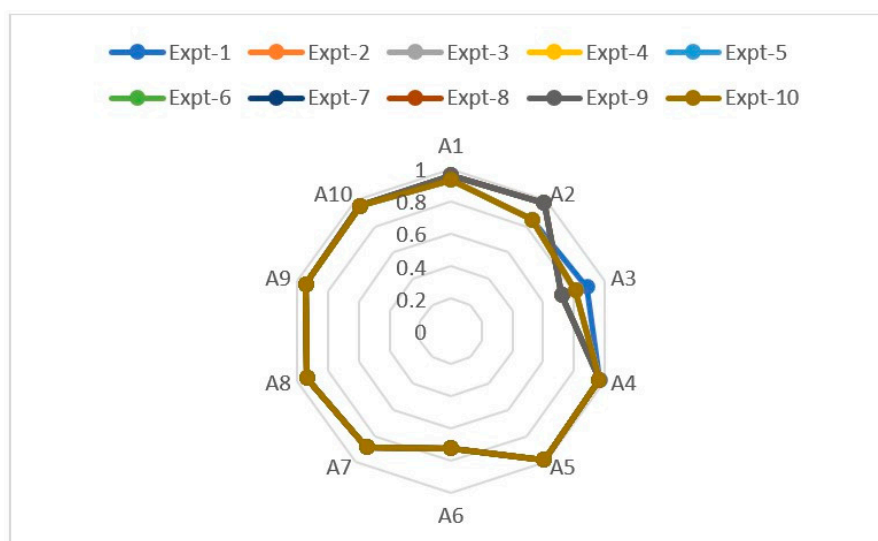 Expt-1 Expt-2 Expt-3 Expt-4 Expt-5
Expt-6 Expt-7 Expt-8 Expt-9 Expt-10
A1
A10 1 A2
0.8
0.6
A9 0.4 A3
0.2
0
A8 A4
A7 A5
A6